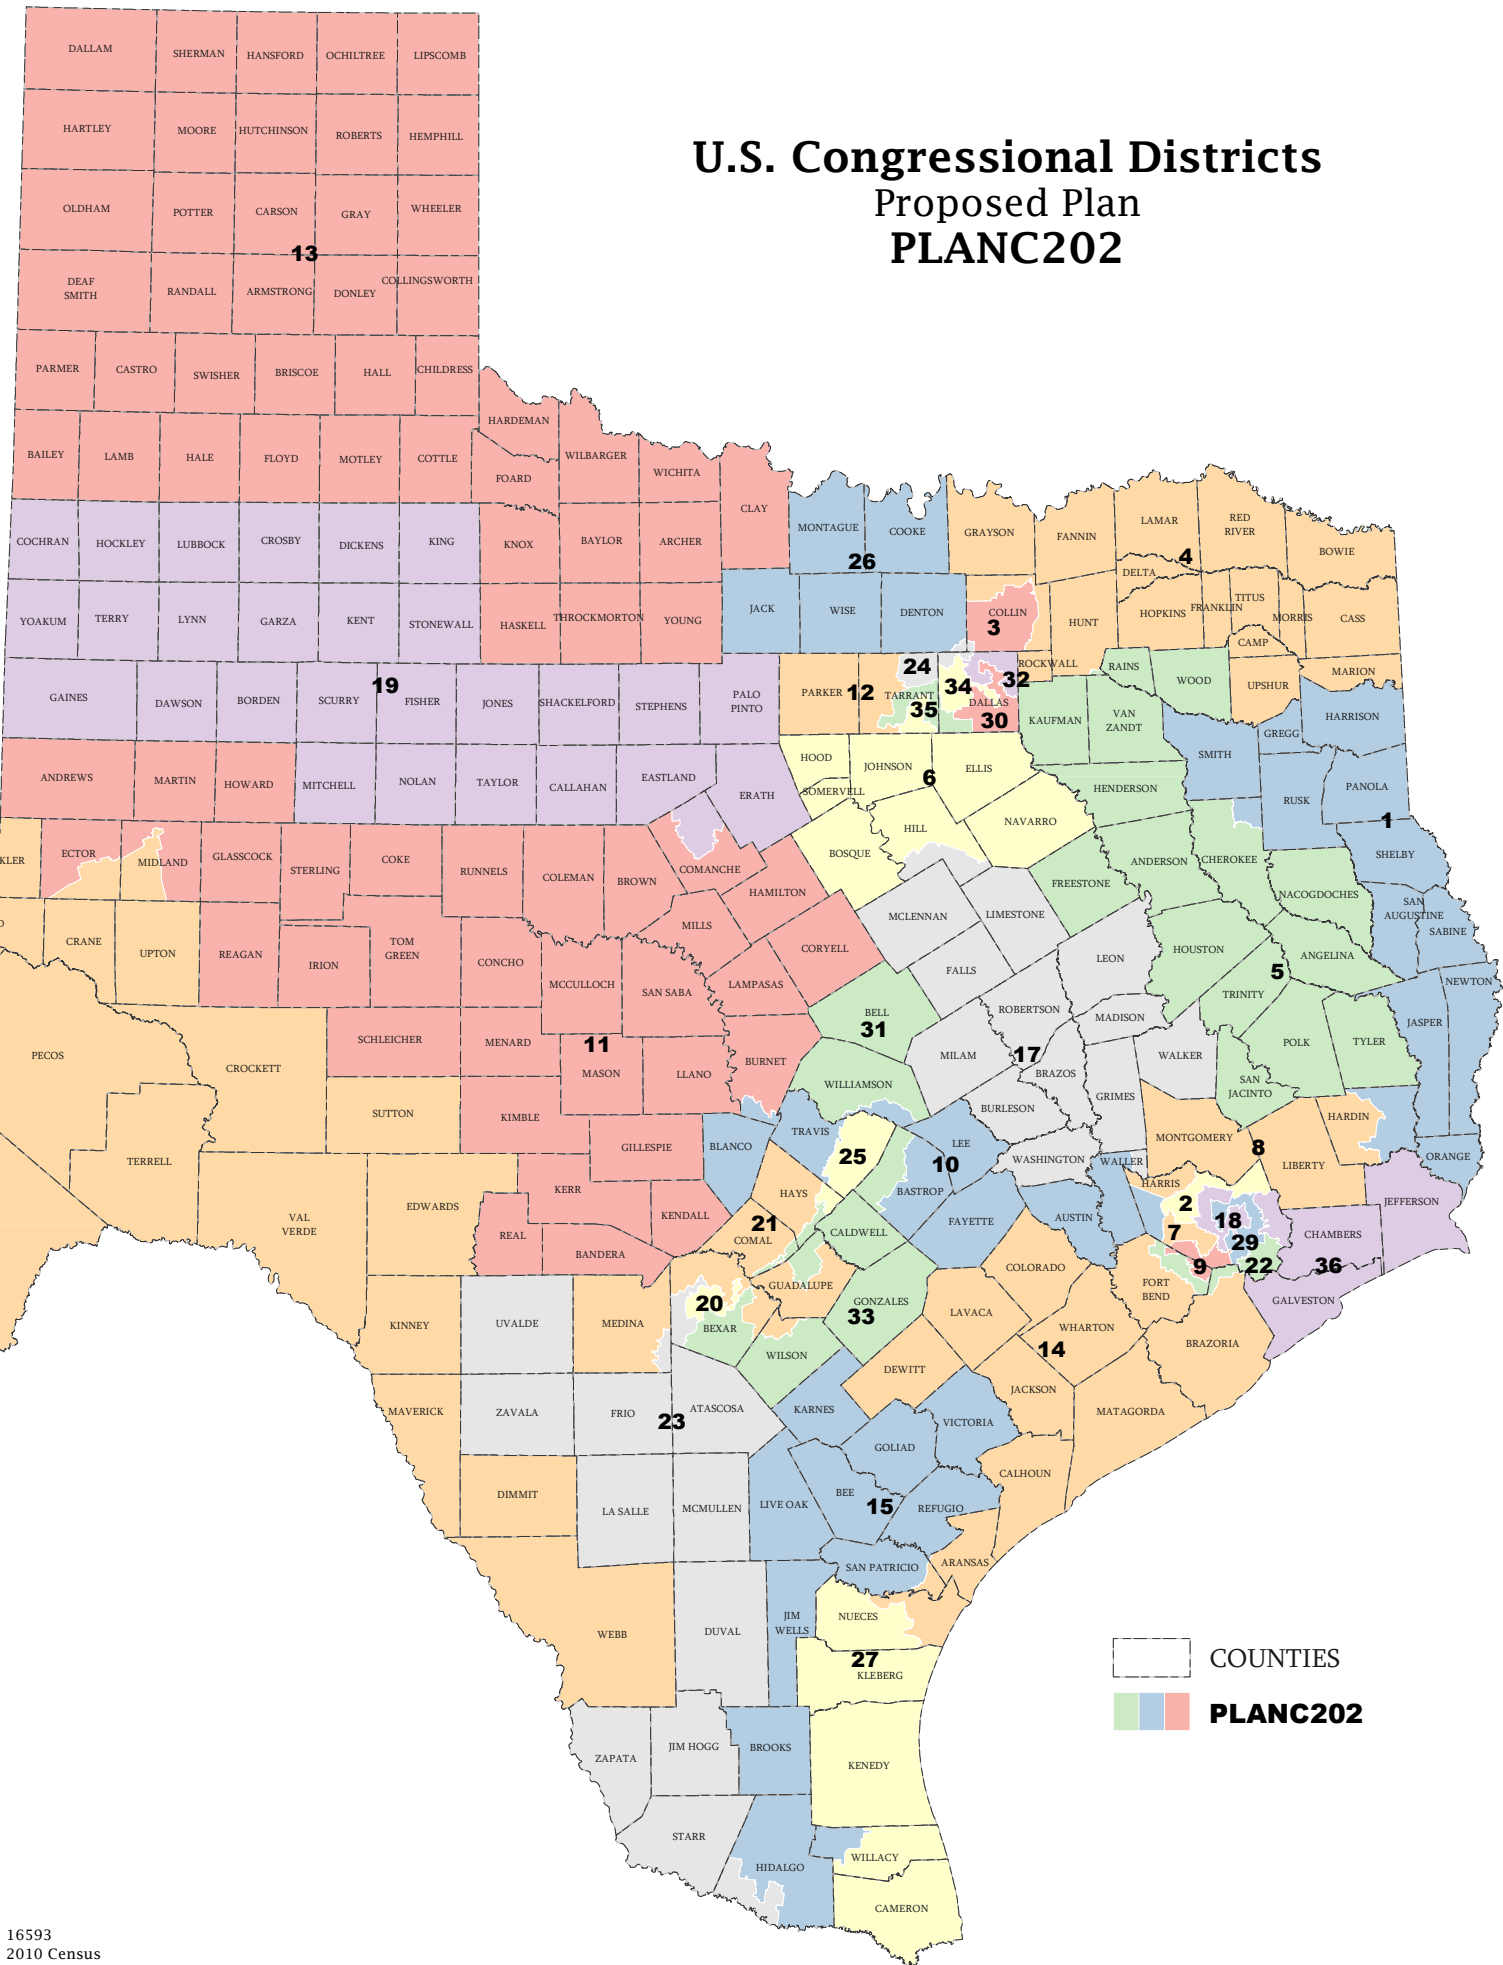 U.S. Congressional Districts
Proposed Plan
PLANC202
DALLAM
SHERMAN
HANSFORD
OCHILTREE
LIPSCOMB
HARTLEY
MOORE
HUTCHINSON
ROBERTS
HEMPHILL
OLDHAM
POTTER
CARSON
GRAY
WHEELER
13
DEAF
SMITH
RANDALL
ARMSTRONG
DONLEY
COLLINGSWORTH
PARMER
CASTRO
SWISHER
BRISCOE
HALL
CHILDRESS
HARDEMAN
BAILEY
LAMB
HALE
FLOYD
MOTLEY
COTTLE
FOARD
WILBARGER
WICHITA
CLAY
MONTAGUE
COOKE
GRAYSON
FANNIN
LAMAR
RED
RIVER
BOWIE
COCHRAN
HOCKLEY
LUBBOCK
CROSBY
DICKENS
KING
KNOX
BAYLOR
ARCHER
26
4
DELTA
YOAKUM
TERRY
LYNN
GARZA
KENT
STONEWALL
HASKELL
THROCKMORTON
YOUNG
JACK
WISE
DENTON
COLLIN
3
HUNT
HOPKINS
FRANKLIN
TITUS
MORRIS
CASS
CAMP
GAINES
DAWSON
BORDEN
SCURRY
19
FISHER
JONES
SHACKELFORD
STEPHENS
PALO
PINTO
PARKER
12
TARRANT
24
35
34
DALLAS
32
30
ROCKWALL
RAINS
WOOD
UPSHUR
MARION
KAUFMAN
VAN
ZANDT
SMITH
GREGG
HARRISON
ANDREWS
MARTIN
HOWARD
MITCHELL
NOLAN
TAYLOR
CALLAHAN
EASTLAND
ERATH
HOOD
SOMERVELL
JOHNSON
6
ELLIS
HENDERSON
RUSK
PANOLA
1
KLER
ECTOR
MIDLAND
GLASSCOCK
STERLING
COKE
RUNNELS
COLEMAN
BROWN
COMANCHE
HAMILTON
BOSQUE
HILL
NAVARRO
FREESTONE
ANDERSON
CHEROKEE
NACOGDOCHES
SHELBY
SAN
AUGUSTINE
SABINE
CRANE
UPTON
REAGAN
IRION
TOM
GREEN
CONCHO
MCCULLOCH
SAN SABA
MILLS
LAMPASAS
CORYELL
MCLENNAN
LIMESTONE
FALLS
LEON
HOUSTON
5
ANGELINA
TRINITY
NEWTON
JASPER
PECOS
CROCKETT
SCHLEICHER
MENARD
11
MASON
LLANO
BURNET
BELL
31
WILLIAMSON
MILAM
ROBERTSON
17
BRAZOS
MADISON
WALKER
GRIMES
POLK
TYLER
SAN
JACINTO
TERRELL
SUTTON
KIMBLE
GILLESPIE
BLANCO
TRAVIS
25
LEE
10
BASTROP
BURLESON
WASHINGTON
WALLER
MONTGOMERY
8
HARDIN
LIBERTY
ORANGE
VAL
VERDE
EDWARDS
REAL
KERR
BANDERA
KENDALL
HAYS
21
COMAL
CALDWELL
FAYETTE
AUSTIN
HARRIS
2
7
18
29
9
22
CHAMBERS
36
JEFFERSON
GALVESTON
KINNEY
UVALDE
MEDINA
20
BEXAR
GUADALUPE
GONZALES
33
WILSON
LAVACA
COLORADO
WHARTON
14
FORT
BEND
BRAZORIA
MAVERICK
ZAVALA
FRIO
23
ATASCOSA
KARNES
DEWITT
VICTORIA
JACKSON
MATAGORDA
DIMMIT
LA SALLE
MCMULLEN
LIVE OAK
BEE
15
GOLIAD
REFUGIO
CALHOUN
SAN PATRICIO
ARANSAS
WEBB
DUVAL
JIM
WELLS
NUECES
27
KLEBERG
ZAPATA
JIM HOGG
BROOKS
KENEDY
STARR
HIDALGO
WILLACY
CAMERON
COUNTIES
PLANC202
16593
2010 Census